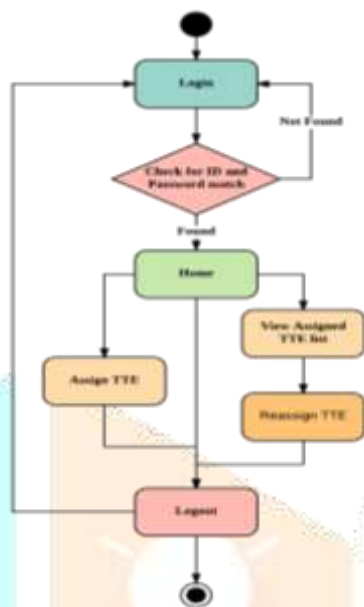 Login
Not Found
Check for ID and
Password match
Found
Home
View Assigned
TTE list
Assign TTE
Reassign TTE
Logout